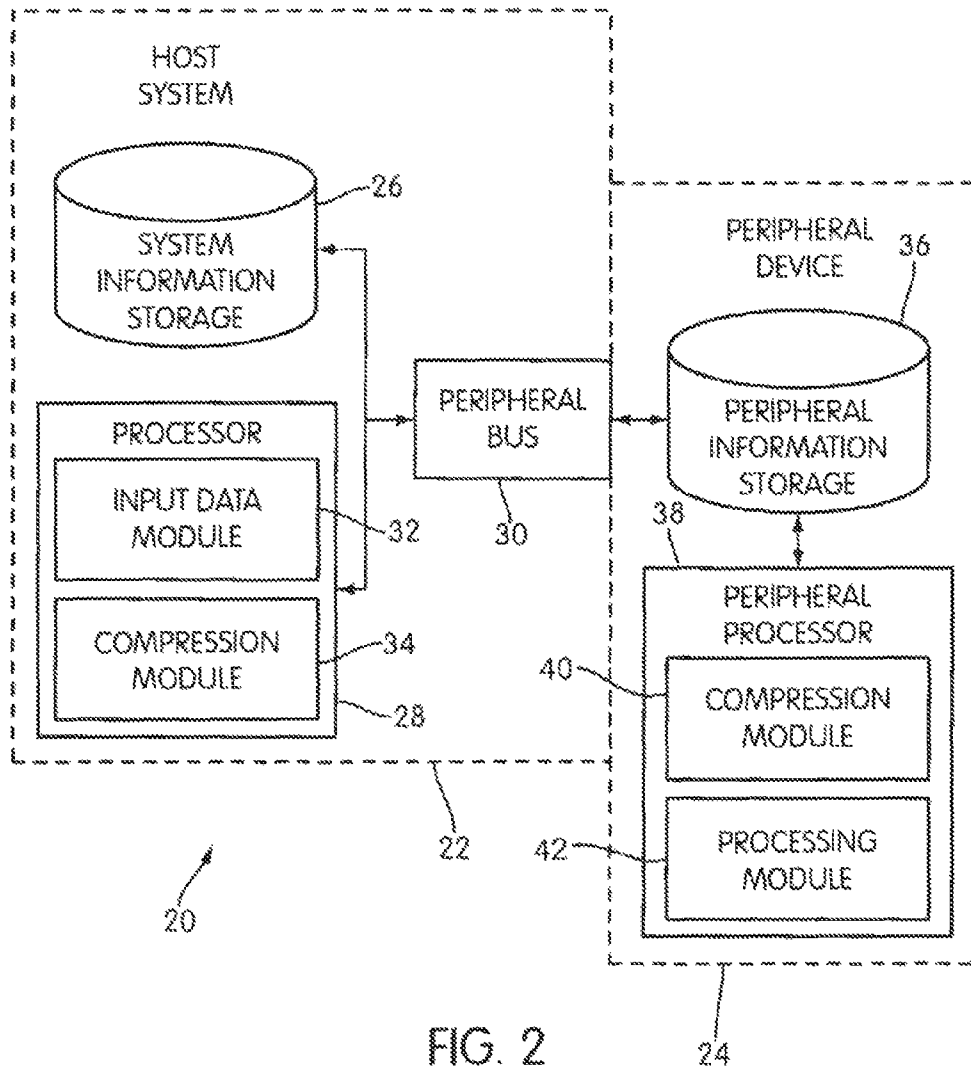 HOST
SYSTEM
26
SYSTEM
INFORMATION
STORAGE
PERIPHERAL
DEVICE
36
PERIPHERAL
BUS
30
PERIPHERAL
INFORMATION
STORAGE
PROCESSOR
INPUT DATA
MODULE
32
COMPRESSION
MODULE
34
28
38
PERIPHERAL
PROCESSOR
40
COMPRESSION
MODULE
42
PROCESSING
MODULE
22
20
24
FIG. 2